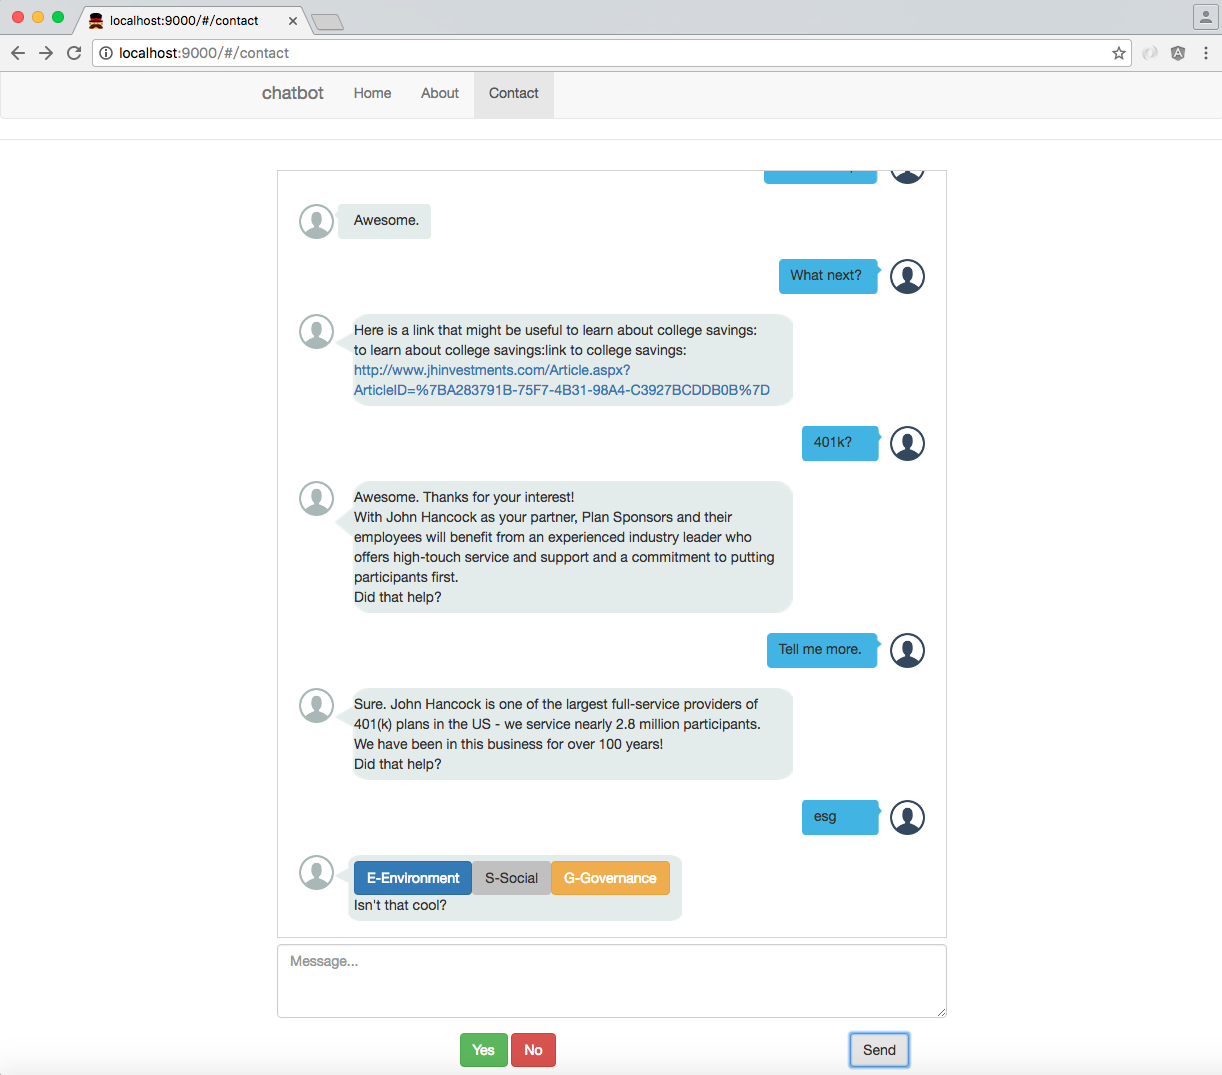 localhost:9000/#/contact
localhost:9000/#/contact
chatbot Home About Contact
Awesome.
What next?
Here is a link that might be useful to learn about college savings:
to learn about college savings:link to college savings:
http://www.jhinvestments.com/Article.aspx?
ArticleID=%7BA283791B-75F7-4B31-98A4-C3927BCDDB0B%7D
401k?
Awesome. Thanks for your interest!
With John Hancock as your partner, Plan Sponsors and their
employees will benefit from an experienced industry leader who
offers high-touch service and support and a commitment to putting
participants first.
Did that help?
Tell me more.
Sure. John Hancock is one of the largest full-service providers of
401(k) plans in the US - we service nearly 2.8 million participants.
We have been in this business for over 100 years!
Did that help?
esg
E-Environment S-Social G-Governance
Isn't that cool?
Message...
Yes No Send